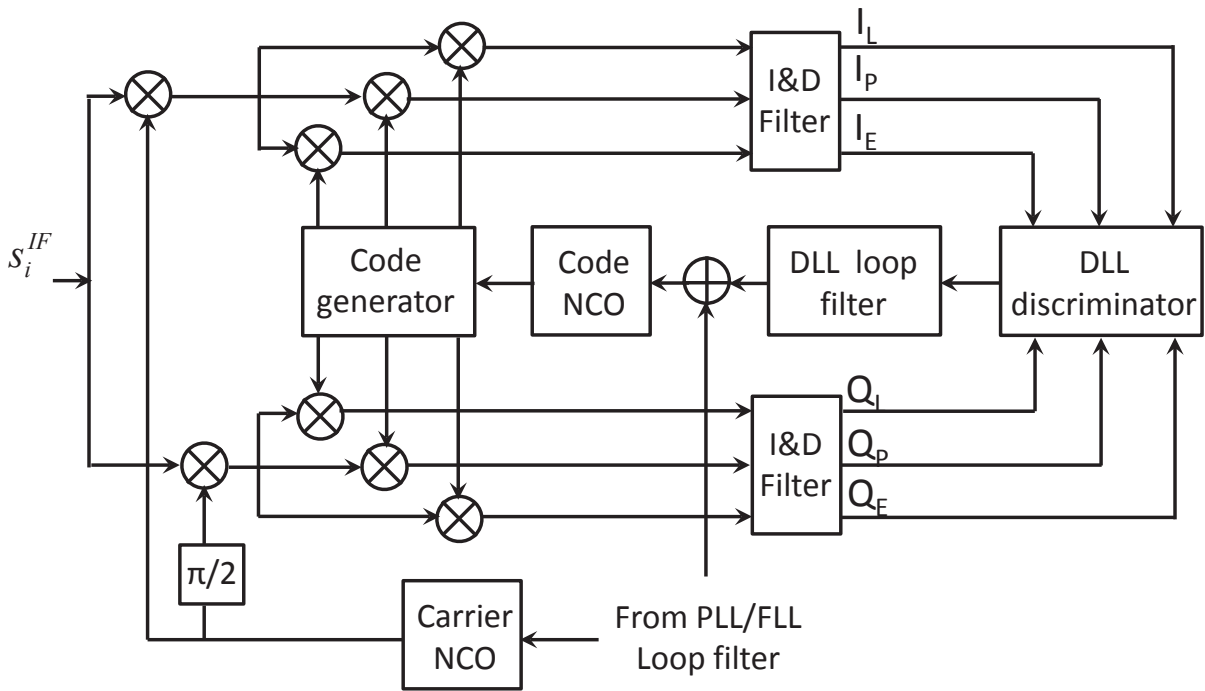 I_L
I_P
I_E
I&D
Filter
s_i^{IF}
Code
generator
Code
NCO
DLL loop
filter
DLL
discriminator
Q_L
Q_P
Q_E
I&D
Filter
π/2
Carrier
NCO
From PLL/FLL
Loop filter